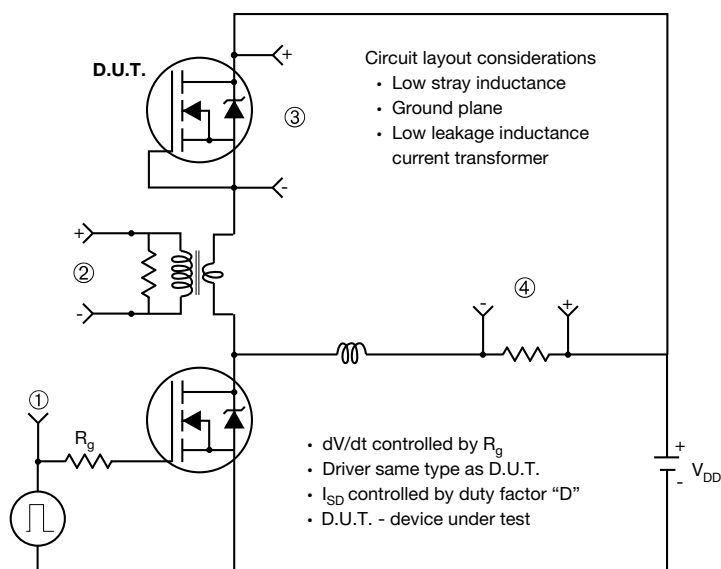 D.U.T.
+
-
③
Circuit layout considerations
• Low stray inductance
• Ground plane
• Low leakage inductance
current transformer
+
②
-
-
④
+
①
Rg
• dV/dt controlled by Rg
• Driver same type as D.U.T.
• ISD controlled by duty factor “D”
• D.U.T. - device under test
+
-
VDD